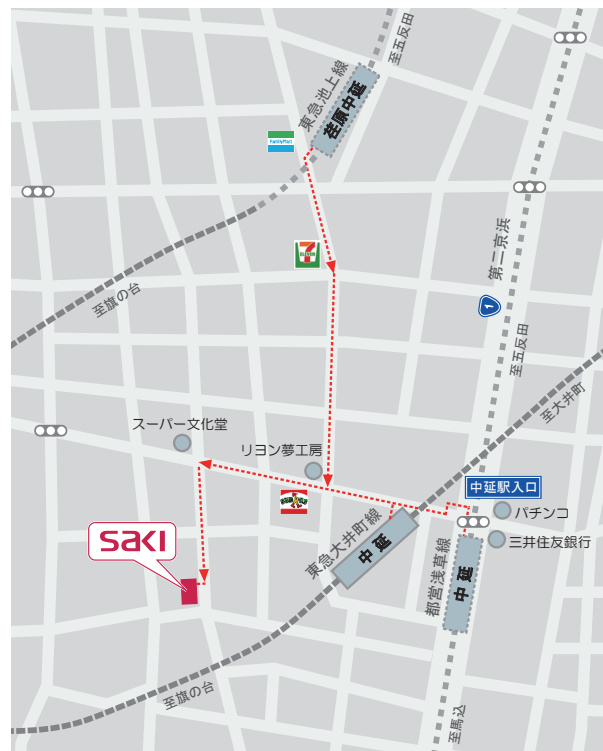 至五反田
東急池上線
荏原中延
FamilyMart
第二京浜
7
ELEVEN
至旗の台
1
至五反田
至大井町
スーパー文化堂
リヨン夢工房
中延駅入口
パチンコ
三井住友銀行
東急大井町線
中延
都営浅草線
中延
saki
至旗の台
至馬込